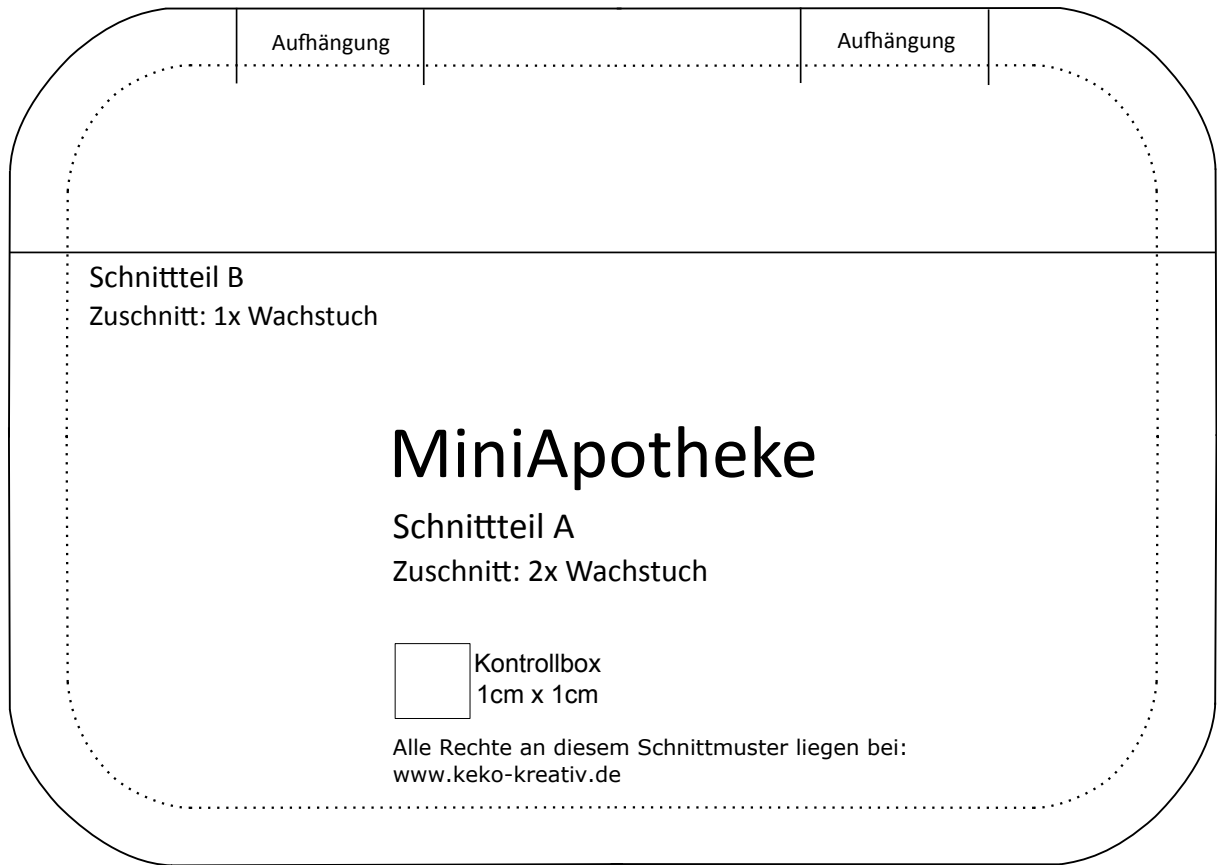 Aufhängung
Aufhängung
Schnittteil B
Zuschnitt: 1x Wachstuch
MiniApotheke
Schnittteil A
Zuschnitt: 2x Wachstuch
Kontrollbox
1cm x 1cm
Alle Rechte an diesem Schnittmuster liegen bei:
www.keko-kreativ.de